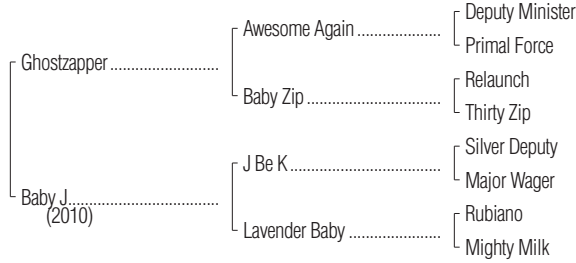 Deputy Minister
Awesome Again ..................
Primal Force
Ghostzapper ........................
Relaunch
Baby Zip .............................
Thirty Zip
Silver Deputy
J Be K ................................
Major Wager
Baby J.................................
(2010)
Rubiano
Lavender Baby ....................
Mighty Milk